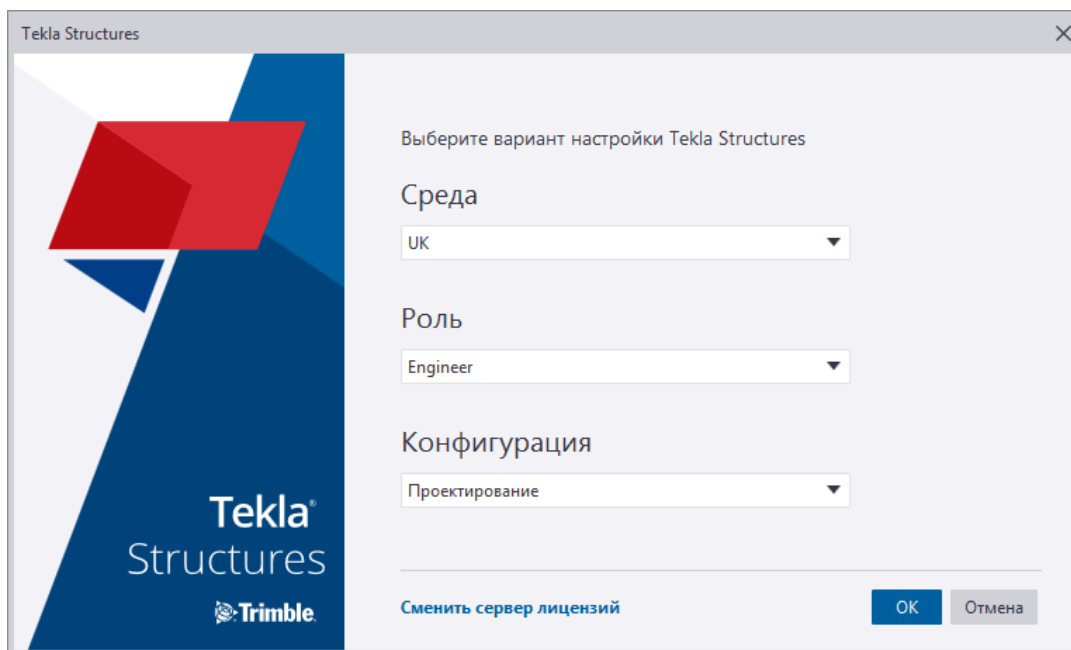 Tekla Structures
Выберите вариант настройки Tekla Structures
Среда
UK
Роль
Engineer
Конфигурация
Проектирование
Tekla®
Structures
Trimble.
Сменить сервер лицензий
OK
Отмена